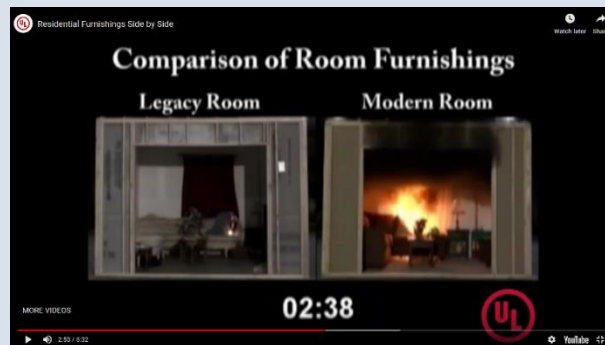 Residential Furnishings Side by Side
Watch later
Comparison of Room Furnishings
Legacy Room
Modern Room
MORE VIDEOS
02:38
UL
2:53 / 5:32
YouTube